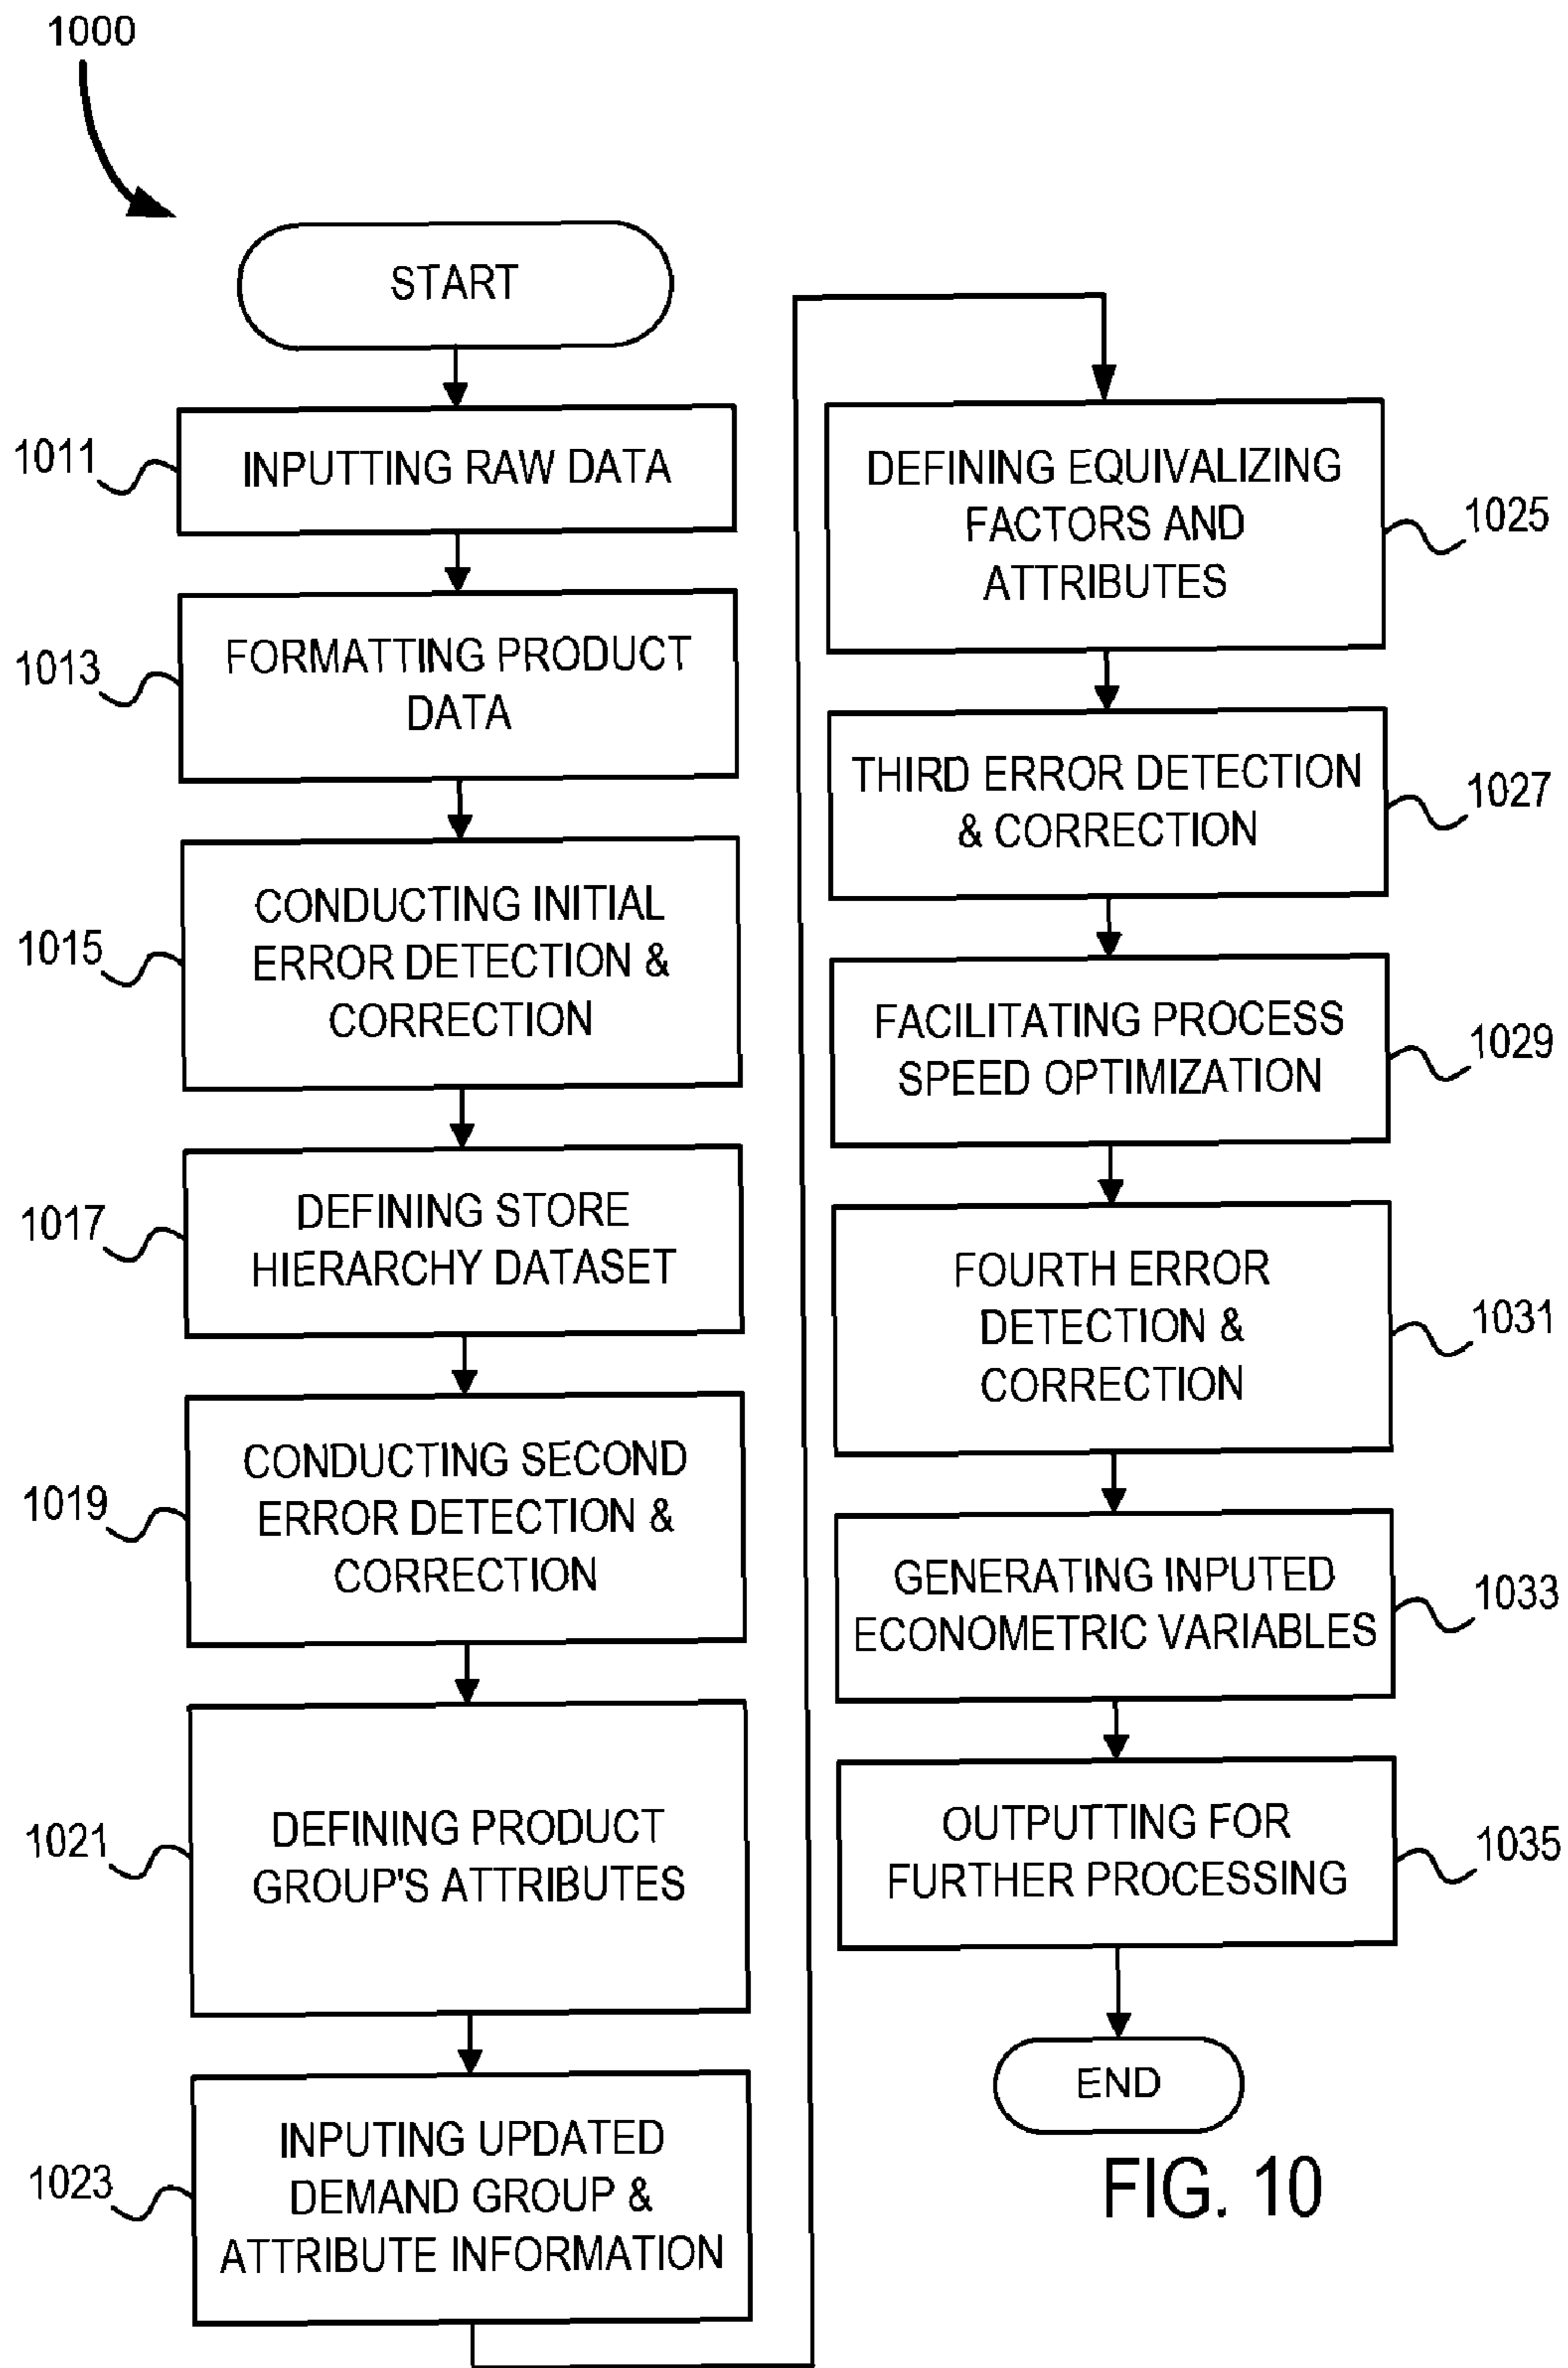 1000
START
1011
INPUTTING RAW DATA
1013
FORMATTING PRODUCT
DATA
1015
CONDUCTING INITIAL
ERROR DETECTION &
CORRECTION
1017
DEFINING STORE
HIERARCHY DATASET
1019
CONDUCTING SECOND
ERROR DETECTION &
CORRECTION
1021
DEFINING PRODUCT
GROUP'S ATTRIBUTES
1023
INPUTING UPDATED
DEMAND GROUP &
ATTRIBUTE INFORMATION
DEFINING EQUIVALIZING
FACTORS AND
ATTRIBUTES
1025
THIRD ERROR DETECTION
& CORRECTION
1027
FACILITATING PROCESS
SPEED OPTIMIZATION
1029
FOURTH ERROR
DETECTION &
CORRECTION
1031
GENERATING INPUTED
ECONOMETRIC VARIABLES
1033
OUTPUTTING FOR
FURTHER PROCESSING
1035
END
FIG. 10